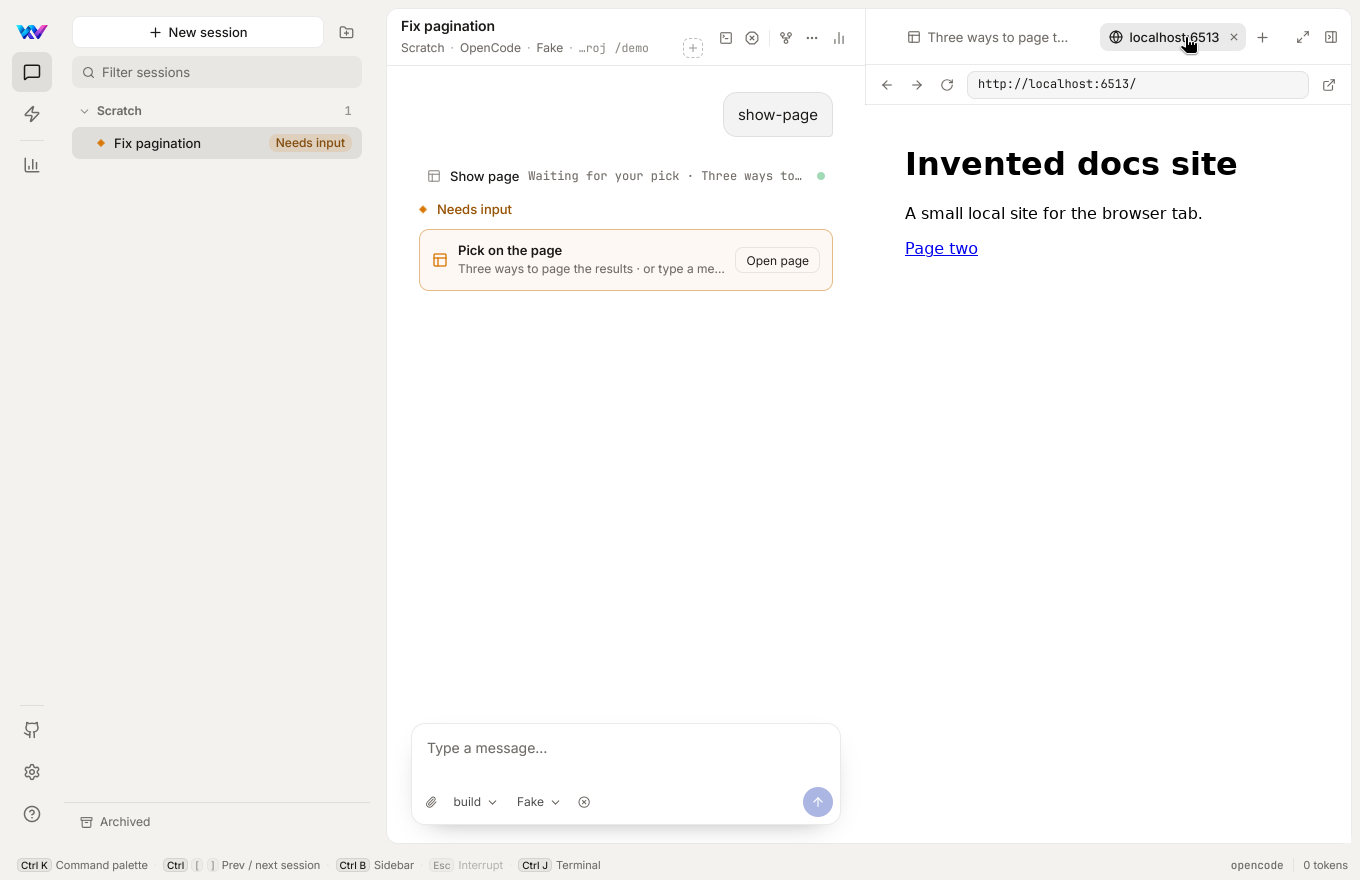 New session
Filter sessions
Scratch 1
Fix pagination Needs input
Archived
Fix pagination
Scratch · OpenCode · Fake · …roj /demo
show-page
Show page Waiting for your pick · Three ways to…
Needs input
Pick on the page
Three ways to page the results · or type a me…
Open page
Type a message…
build Fake
Three ways to page t… localhost:6513
http://localhost:6513/
Invented docs site
A small local site for the browser tab.
Page two
Ctrl K Command palette Ctrl [ ] Prev / next session Ctrl B Sidebar Esc Interrupt Ctrl J Terminal opencode 0 tokens